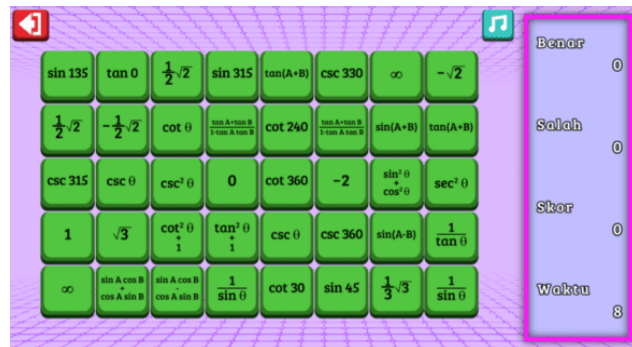 Benar
0
sin 135 tan 0 1/2 √2 sin 315 tan(A+B) csc 330 ∞ -√2
1/2 √2 -1/2 √2 cot θ tan A+tan B / 1-tan A tan B cot 240 tan A+tan B / 1-tan A tan B sin(A+B) tan(A+B)
Salah
0
csc 315 csc θ csc² θ 0 cot 360 -2 sin² θ + cos² θ sec² θ
Skor
0
1 √3 cot² θ + 1 tan² θ + 1 csc θ csc 360 sin(A-B) 1/tan θ
∞ sin A cos B + cos A sin B sin A cos B - cos A sin B 1/sin θ cot 30 sin 45 1/3 √3 1/sin θ
Waktu
8